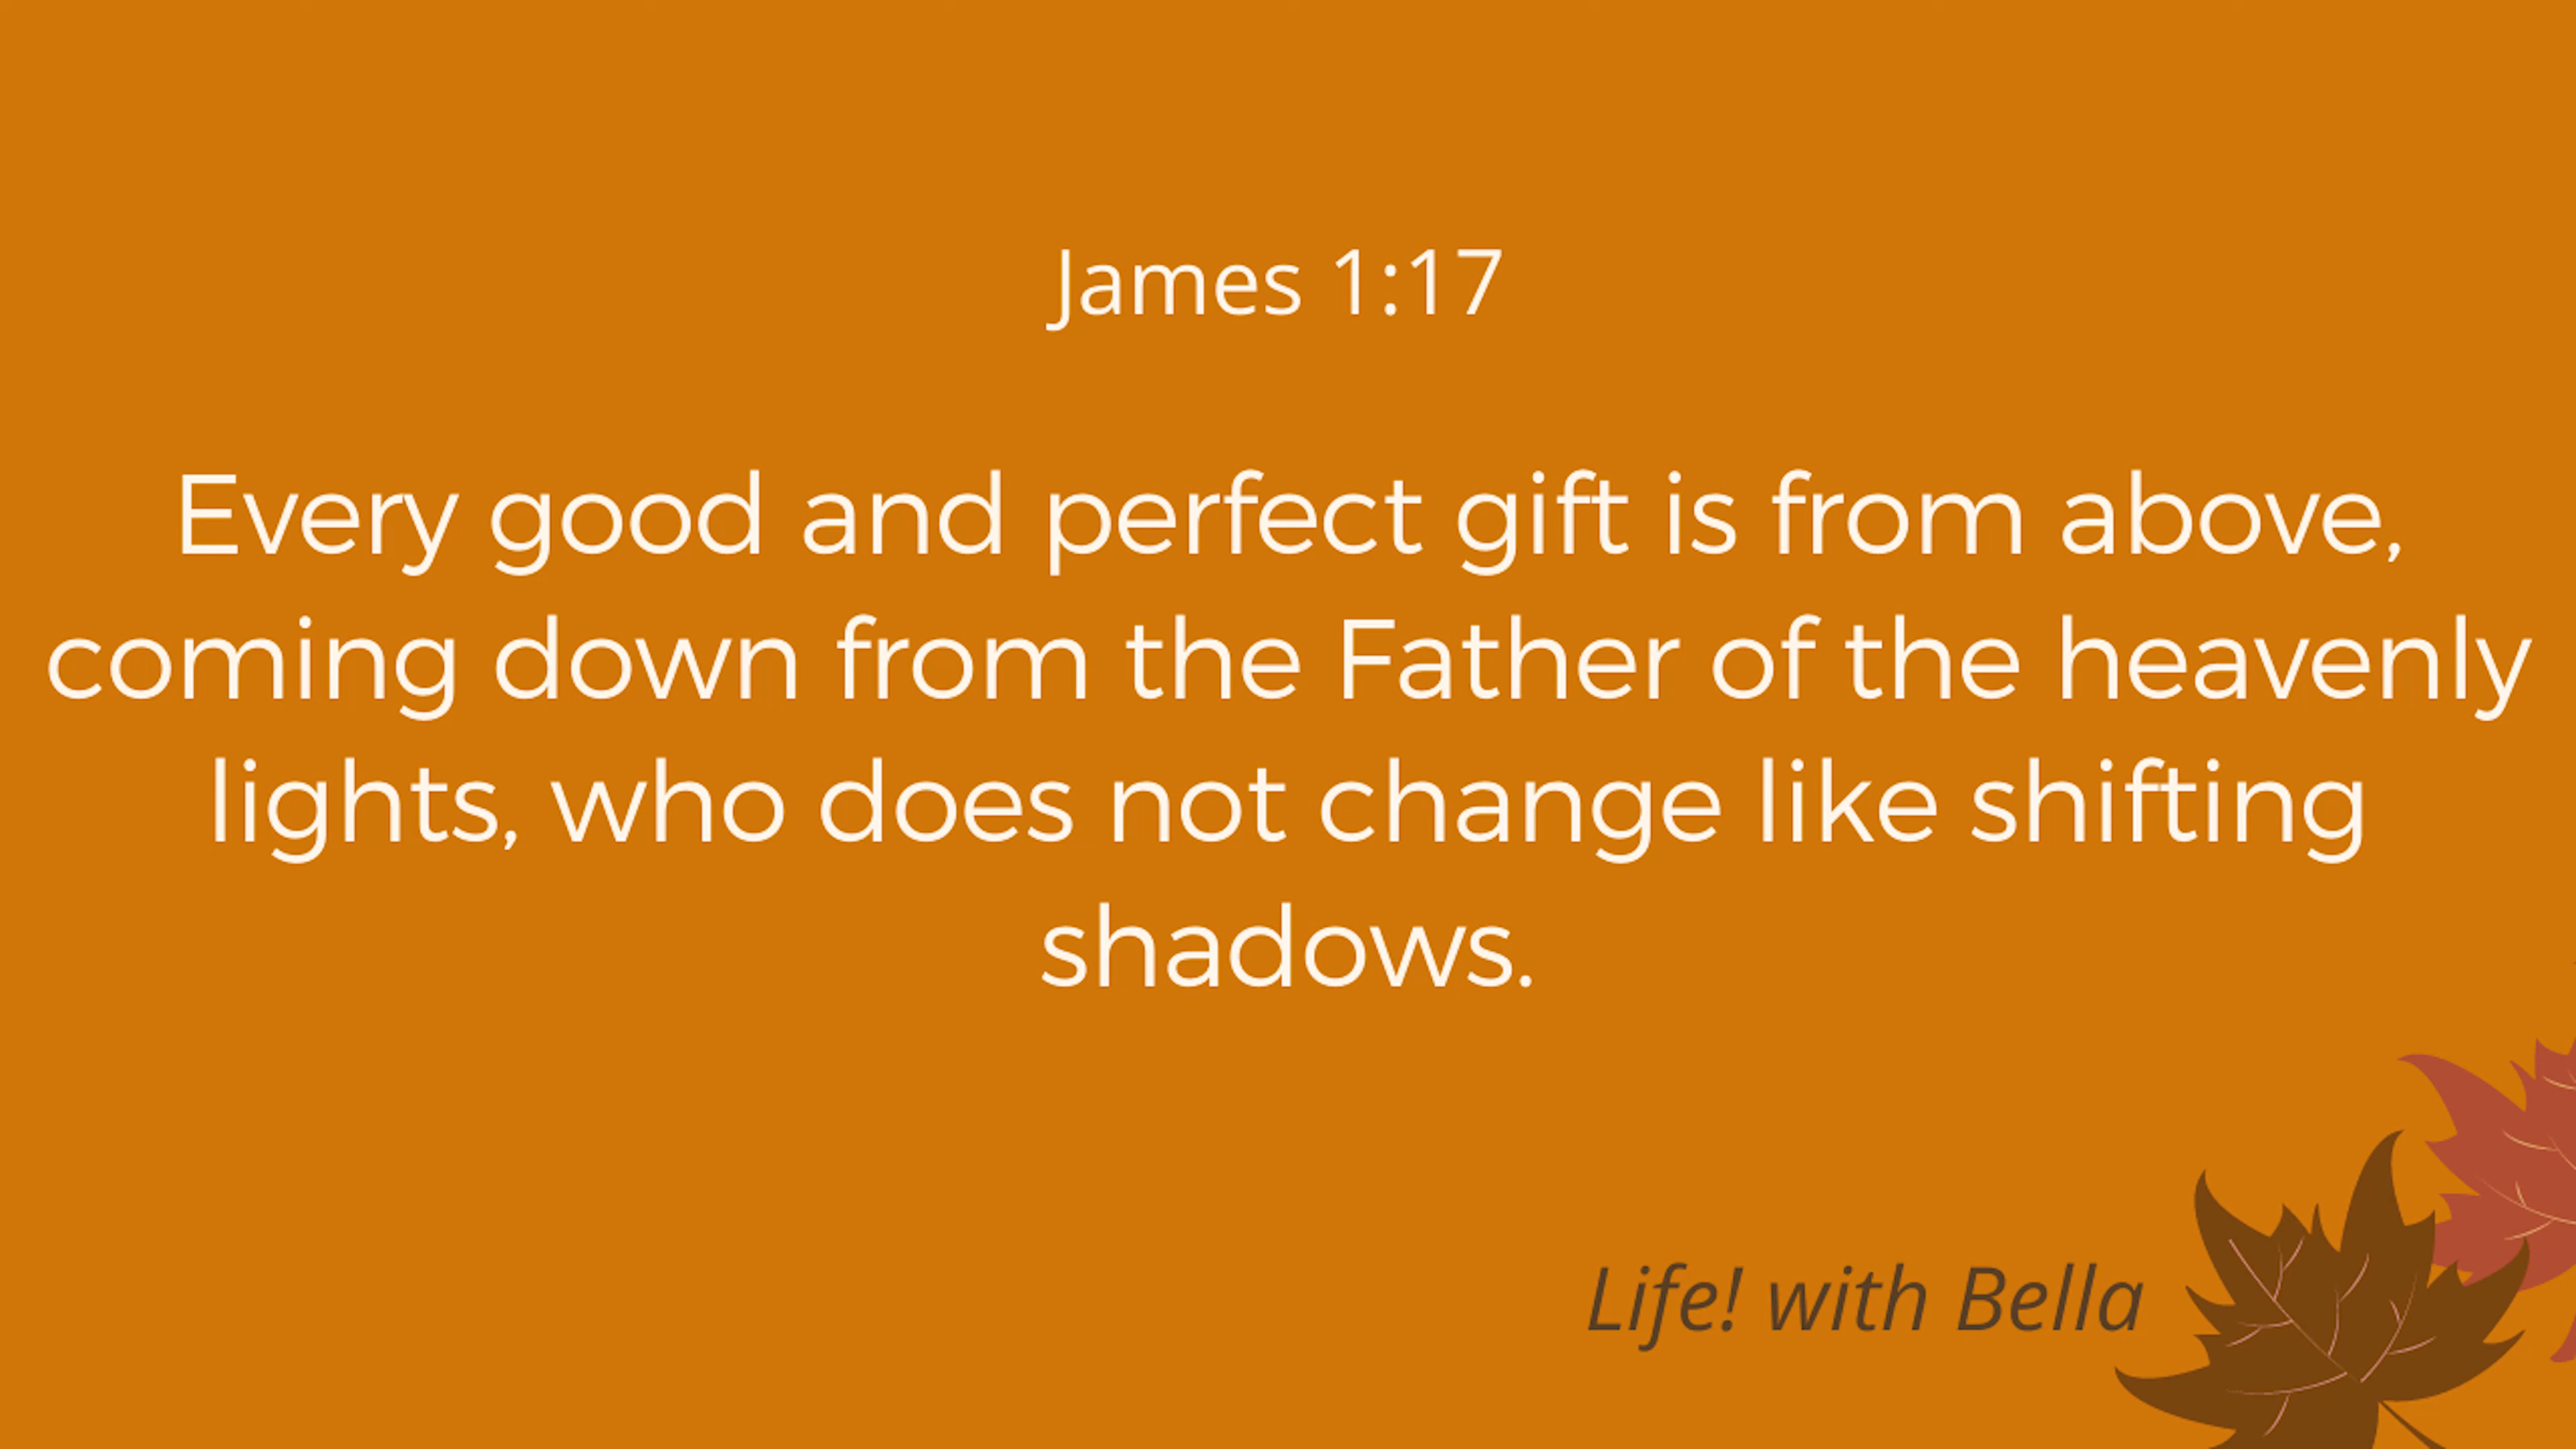 James 1:17
Every good and perfect gift is from above,
coming down from the Father of the heavenly
lights, who does not change like shifting
shadows.
Life! with Bella